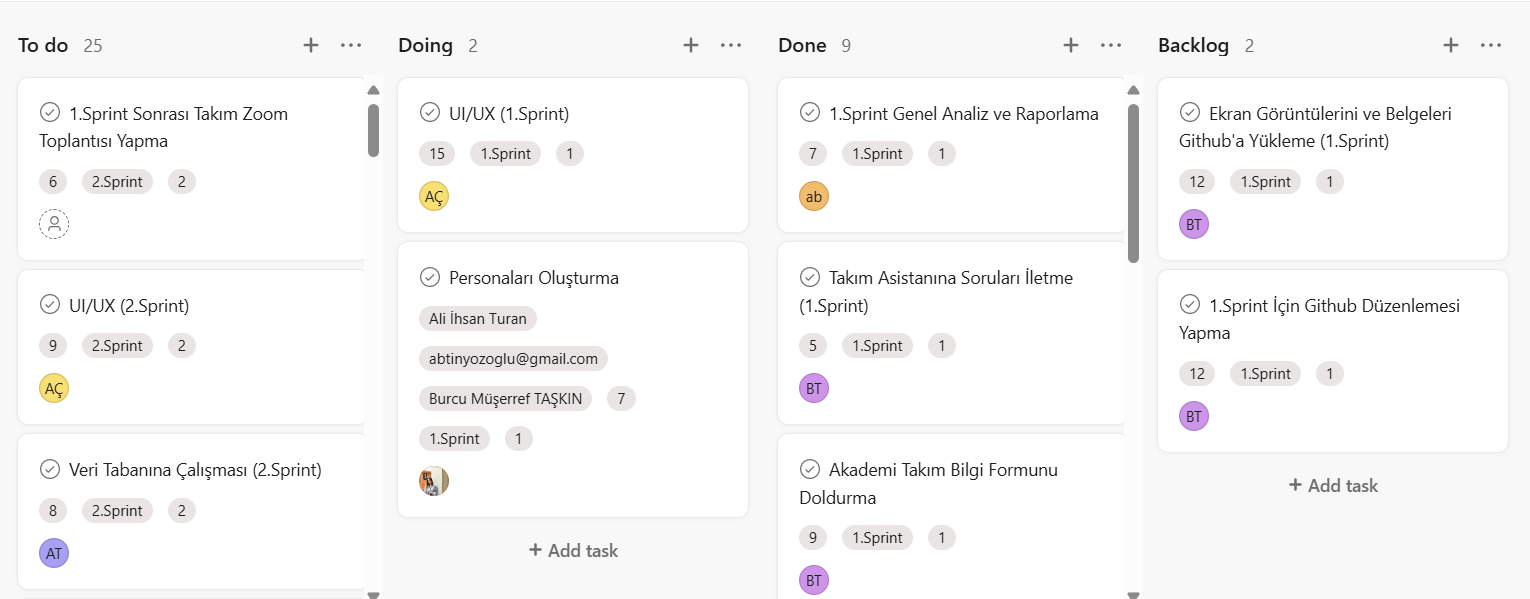 To do 25
1.Sprint Sonrası Takım Zoom
Toplantısı Yapma
6 2.Sprint 2
UI/UX (2.Sprint)
9 2.Sprint 2
AÇ
Veri Tabanına Çalışması (2.Sprint)
8 2.Sprint 2
AT
Doing 2
UI/UX (1.Sprint)
15 1.Sprint 1
AÇ
Personaları Oluşturma
Ali İhsan Turan
abtinyozoglu@gmail.com
Burcu Müşerref TAŞKIN 7
1.Sprint 1
+ Add task
Done 9
1.Sprint Genel Analiz ve Raporlama
7 1.Sprint 1
ab
Takım Asistanına Soruları İletme
(1.Sprint)
5 1.Sprint 1
BT
Akademi Takım Bilgi Formunu
Doldurma
9 1.Sprint 1
BT
Backlog 2
Ekran Görüntülerini ve Belgeleri
Github'a Yükleme (1.Sprint)
12 1.Sprint 1
BT
1.Sprint İçin Github Düzenlemesi
Yapma
12 1.Sprint 1
BT
+ Add task